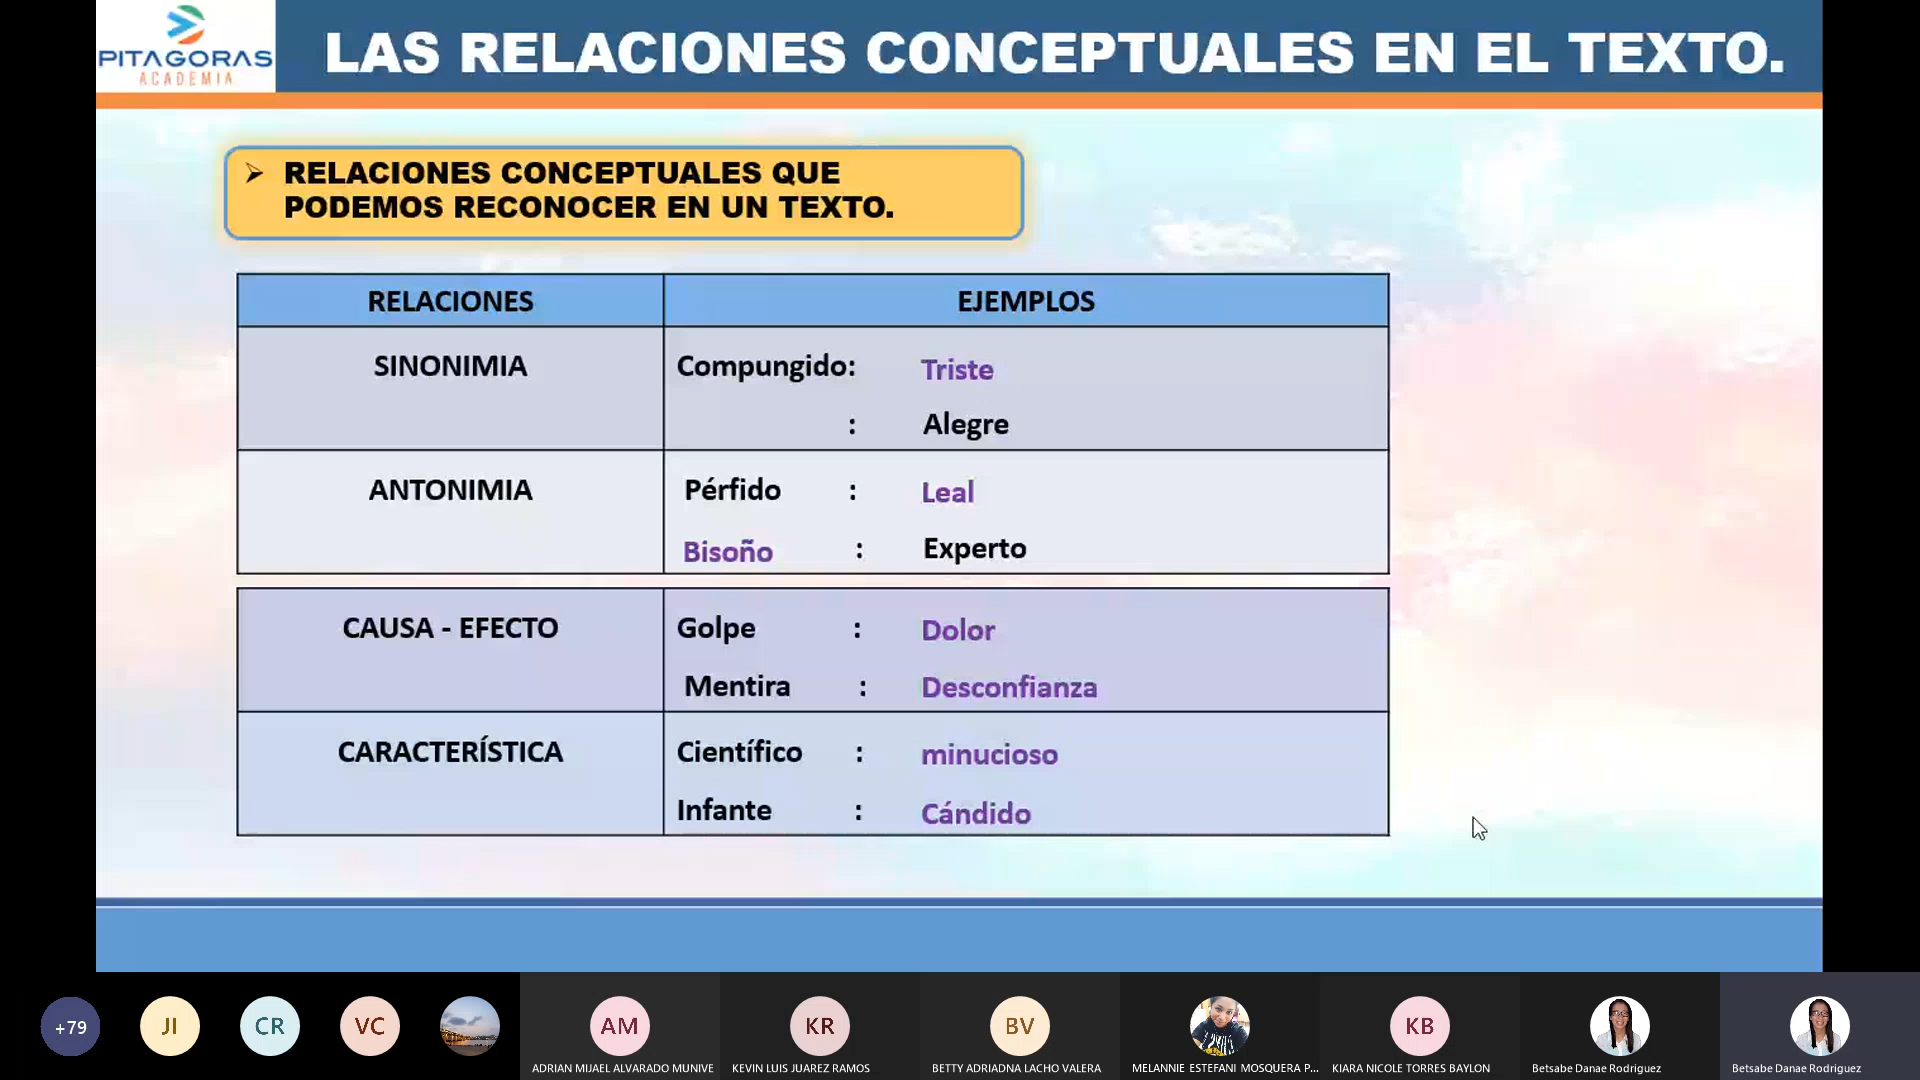 PITAGORAS
ACADEMIA
LAS RELACIONES CONCEPTUALES EN EL TEXTO.
➢ RELACIONES CONCEPTUALES QUE
PODEMOS RECONOCER EN UN TEXTO.
RELACIONES EJEMPLOS
SINONIMIA Compungido: Triste
: Alegre
ANTONIMIA Pérfido : Leal
Bisoño : Experto
CAUSA - EFECTO Golpe : Dolor
Mentira : Desconfianza
CARACTERÍSTICA Científico : minucioso
Infante : Cándido
+79 JI CR VC AM KR BV KB
ADRIAN MIJAEL ALVARADO MUNIVE KEVIN LUIS JUAREZ RAMOS BETTY ADRIADNA LACHO VALERA MELANNIE ESTEFANI MOSQUERA P... KIARA NICOLE TORRES BAYLON Betsabe Danae Rodriguez Betsabe Danae Rodriguez